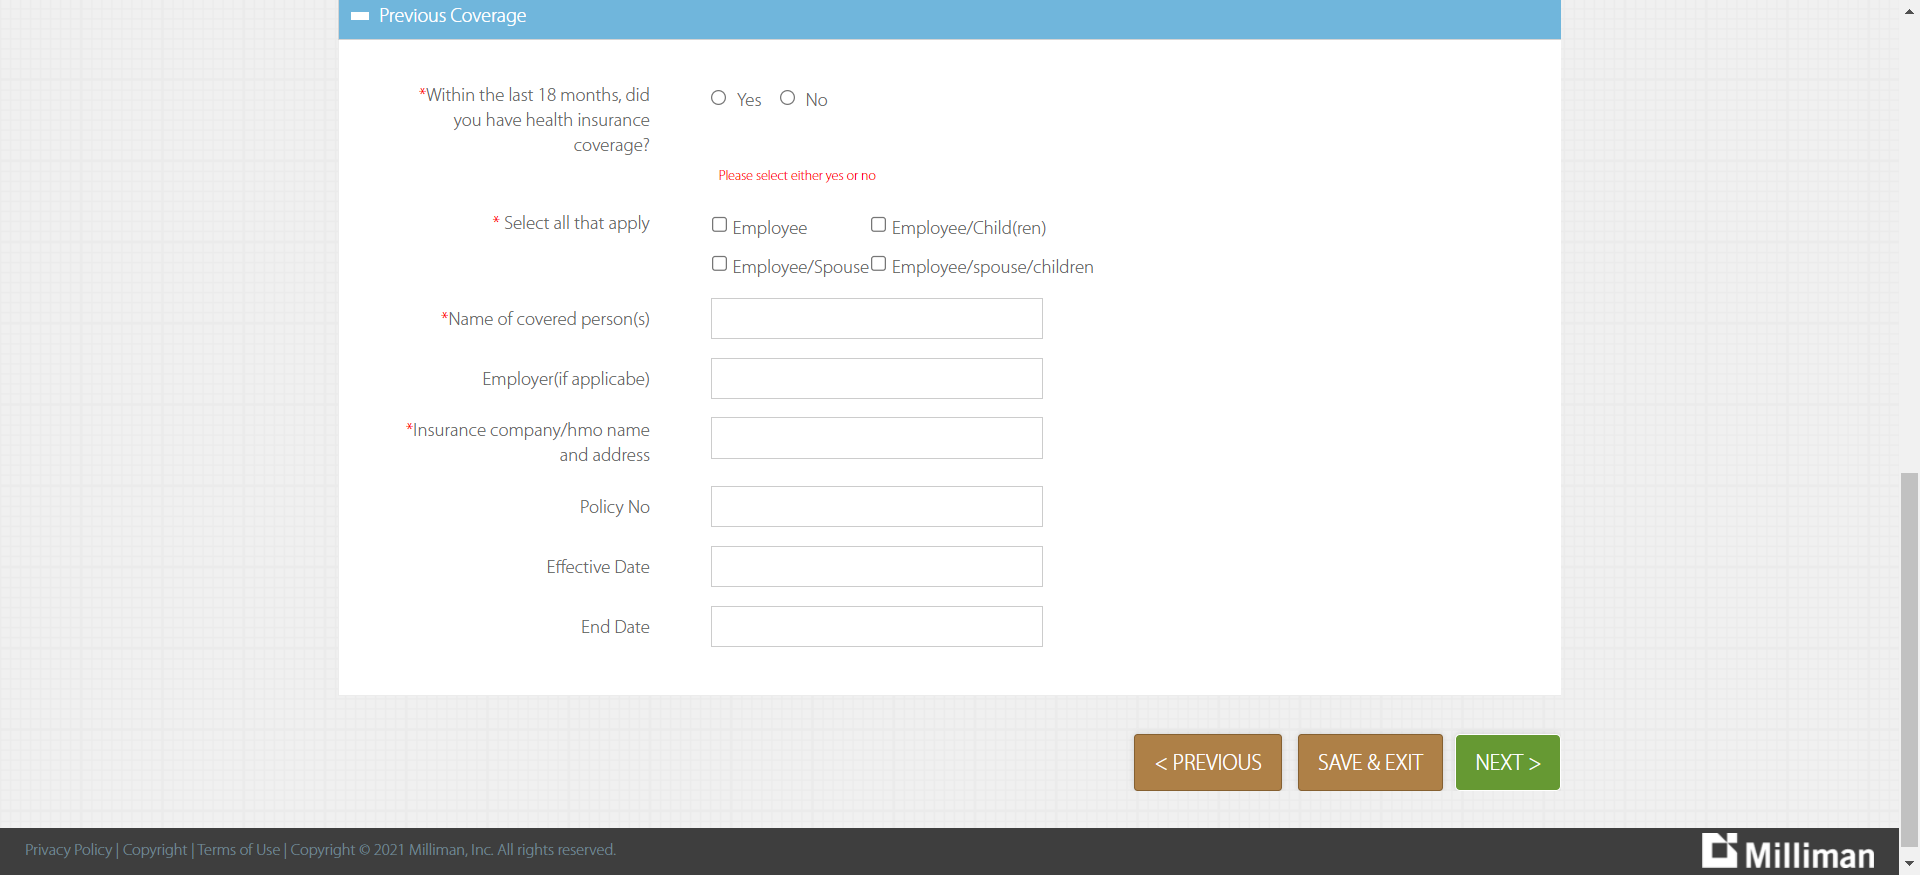 Previous Coverage
*Within the last 18 months, did
you have health insurance
coverage?
Yes No
Please select either yes or no
* Select all that apply
Employee Employee/Child(ren)
Employee/Spouse Employee/spouse/children
*Name of covered person(s)
Employer(if applicabe)
*Insurance company/hmo name
and address
Policy No
Effective Date
End Date
< PREVIOUS SAVE & EXIT NEXT >
Privacy Policy | Copyright | Terms of Use | Copyright © 2021 Milliman, Inc. All rights reserved.
Milliman